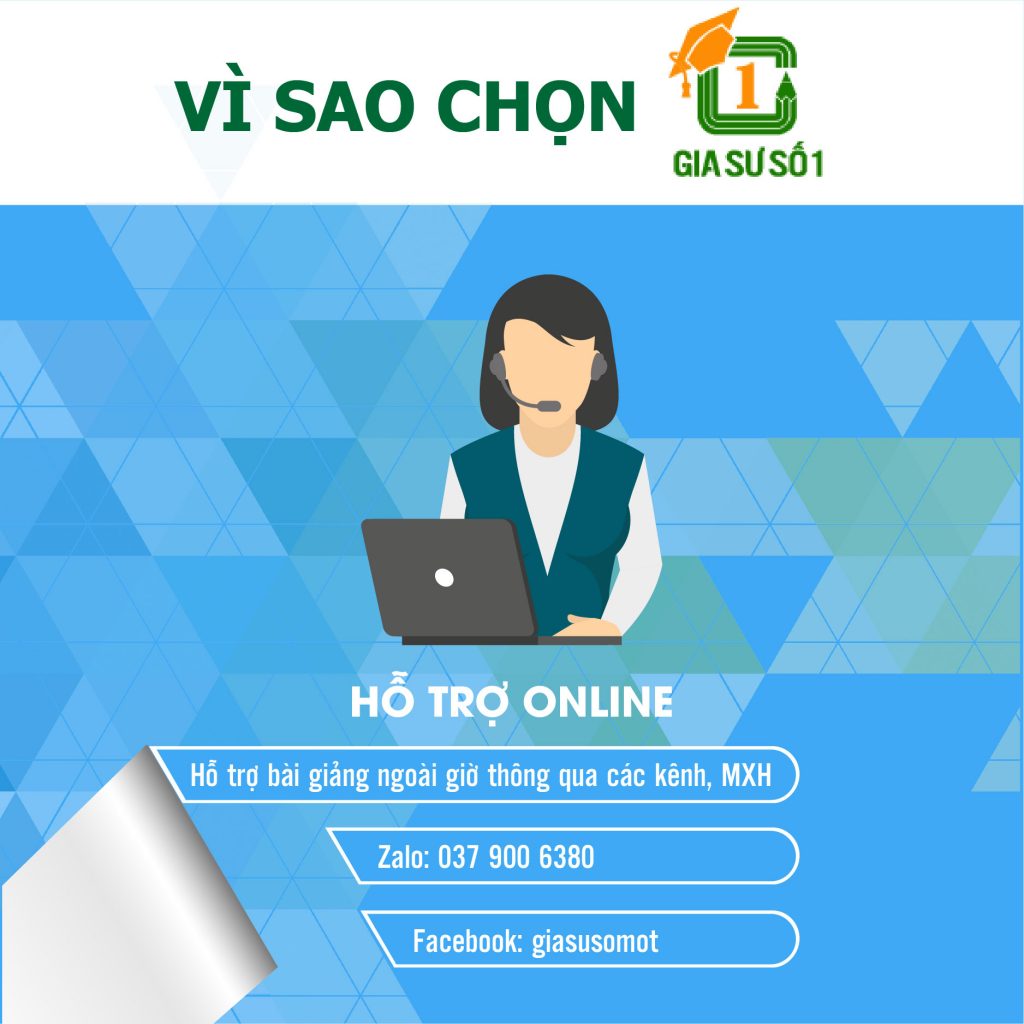 VÌ SAO CHỌN
1
GIA SƯ SỐ 1
HỖ TRỢ ONLINE
Hỗ trợ bài giảng ngoài giờ thông qua các kênh, MXH
Zalo: 037 900 6380
Facebook: giasusomot